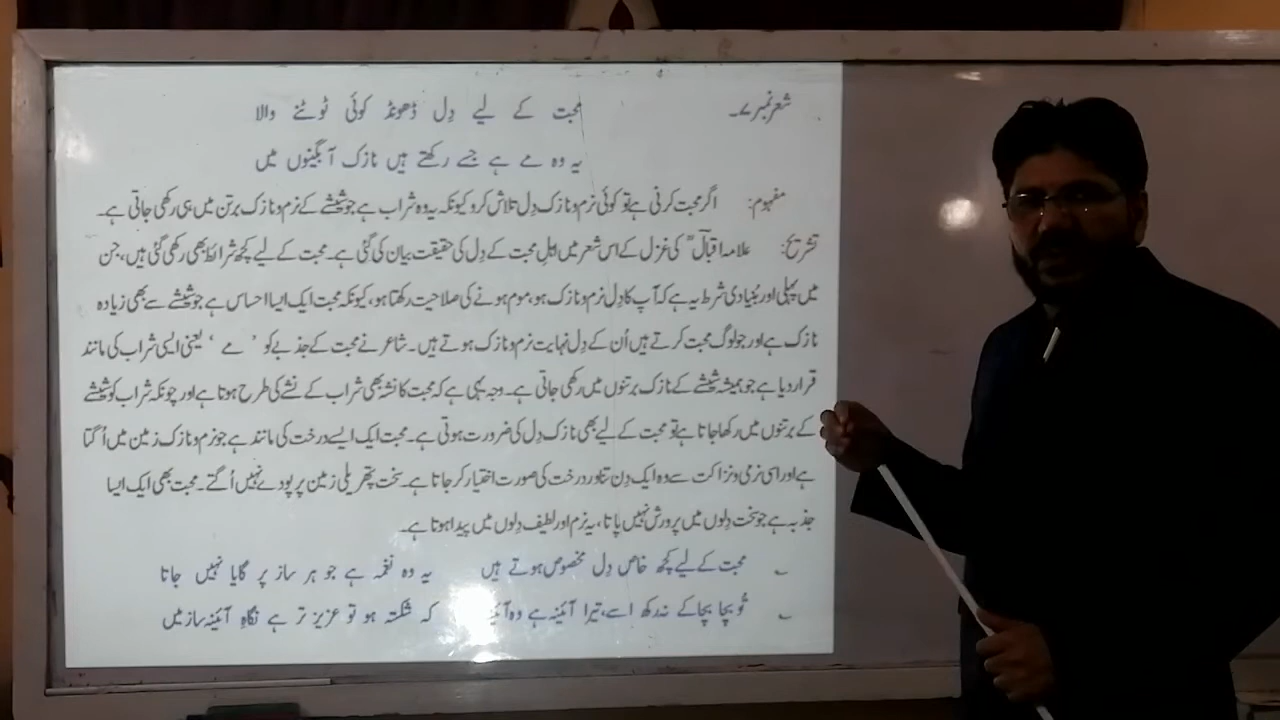 شعر نمبر ۷۔ محبت کے لیے دِل ڈھونڈ کوئی ٹوٹنے والا
یہ وہ مے ہے جسے رکھتے ہیں نازک آبگینوں میں
مفہوم: اگر محبت کرنی ہے تو کوئی نرم و نازک دِل تلاش کرو کیونکہ یہ وہ شراب ہے جو شیشے کے نرم و نازک برتن میں ہی رکھی جاتی ہے۔
تشریح: علامہ اقبالؒ کی غزل کے اس شعر میں اہلِ محبت کے دِل کی حقیقت بیان کی گئی ہے۔ محبت کے لیے کچھ شرائط بھی رکھی گئی ہیں، جن
میں پہلی اور بُنیادی شرط یہ ہے کہ آپ کا دِل نرم و نازک ہو، موم ہونے کی صلاحیت رکھتا ہو، کیونکہ محبت ایک ایسا احساس ہے جو شیشے سے بھی زیادہ
نازک ہے اور جو لوگ محبت کرتے ہیں اُن کے دِل نہایت نرم و نازک ہوتے ہیں۔ شاعر نے محبت کے جذبے کو ’مے‘ یعنی ایسی شراب کی مانند
قرار دیا ہے جو ہمیشہ شیشے کے نازک برتنوں میں رکھی جاتی ہے۔ وجہ یہی ہے کہ محبت کا نشہ بھی شراب کے نشے کی طرح ہوتا ہے اور چونکہ شراب کو شیشے
کے برتنوں میں رکھا جاتا ہے تو محبت کے لیے بھی نازک دِل کی ضرورت ہوتی ہے۔ محبت ایک ایسے درخت کی مانند ہے جو نرم و نازک زمین میں اُگتا
ہے اور اسی نرمی و نزاکت سے وہ ایک دِن تناور درخت کی صورت اختیار کر جاتا ہے۔ سخت پتھریلی زمین پر پودے نہیں اُگتے۔ محبت بھی ایک ایسا
جذبہ ہے جو سخت دِلوں میں پرورش نہیں پاتا، یہ نرم اور لطیف دِلوں میں پیدا ہوتا ہے۔
؎ محبت کے لیے کچھ خاص دِل مخصوص ہوتے ہیں یہ وہ نغمہ ہے جو ہر ساز پر گایا نہیں جاتا
؎ تُو بچا بچا کے نہ رکھ اسے، تیرا آئینہ ہے وہ کہ شکستہ ہو تو عزیز تر ہے نگاہِ آئینہ ساز میں